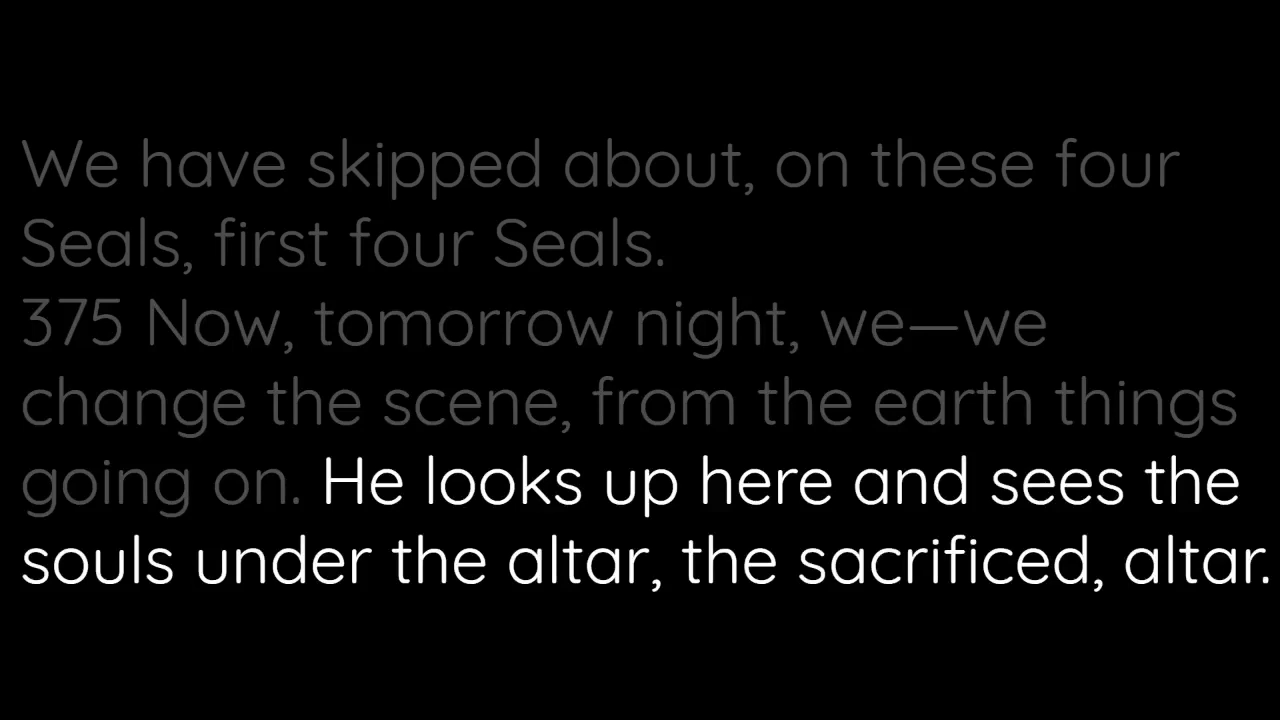 We have skipped about, on these four
Seals, first four Seals.
375 Now, tomorrow night, we—we
change the scene, from the earth things
going on. He looks up here and sees the
souls under the altar, the sacrificed, altar.